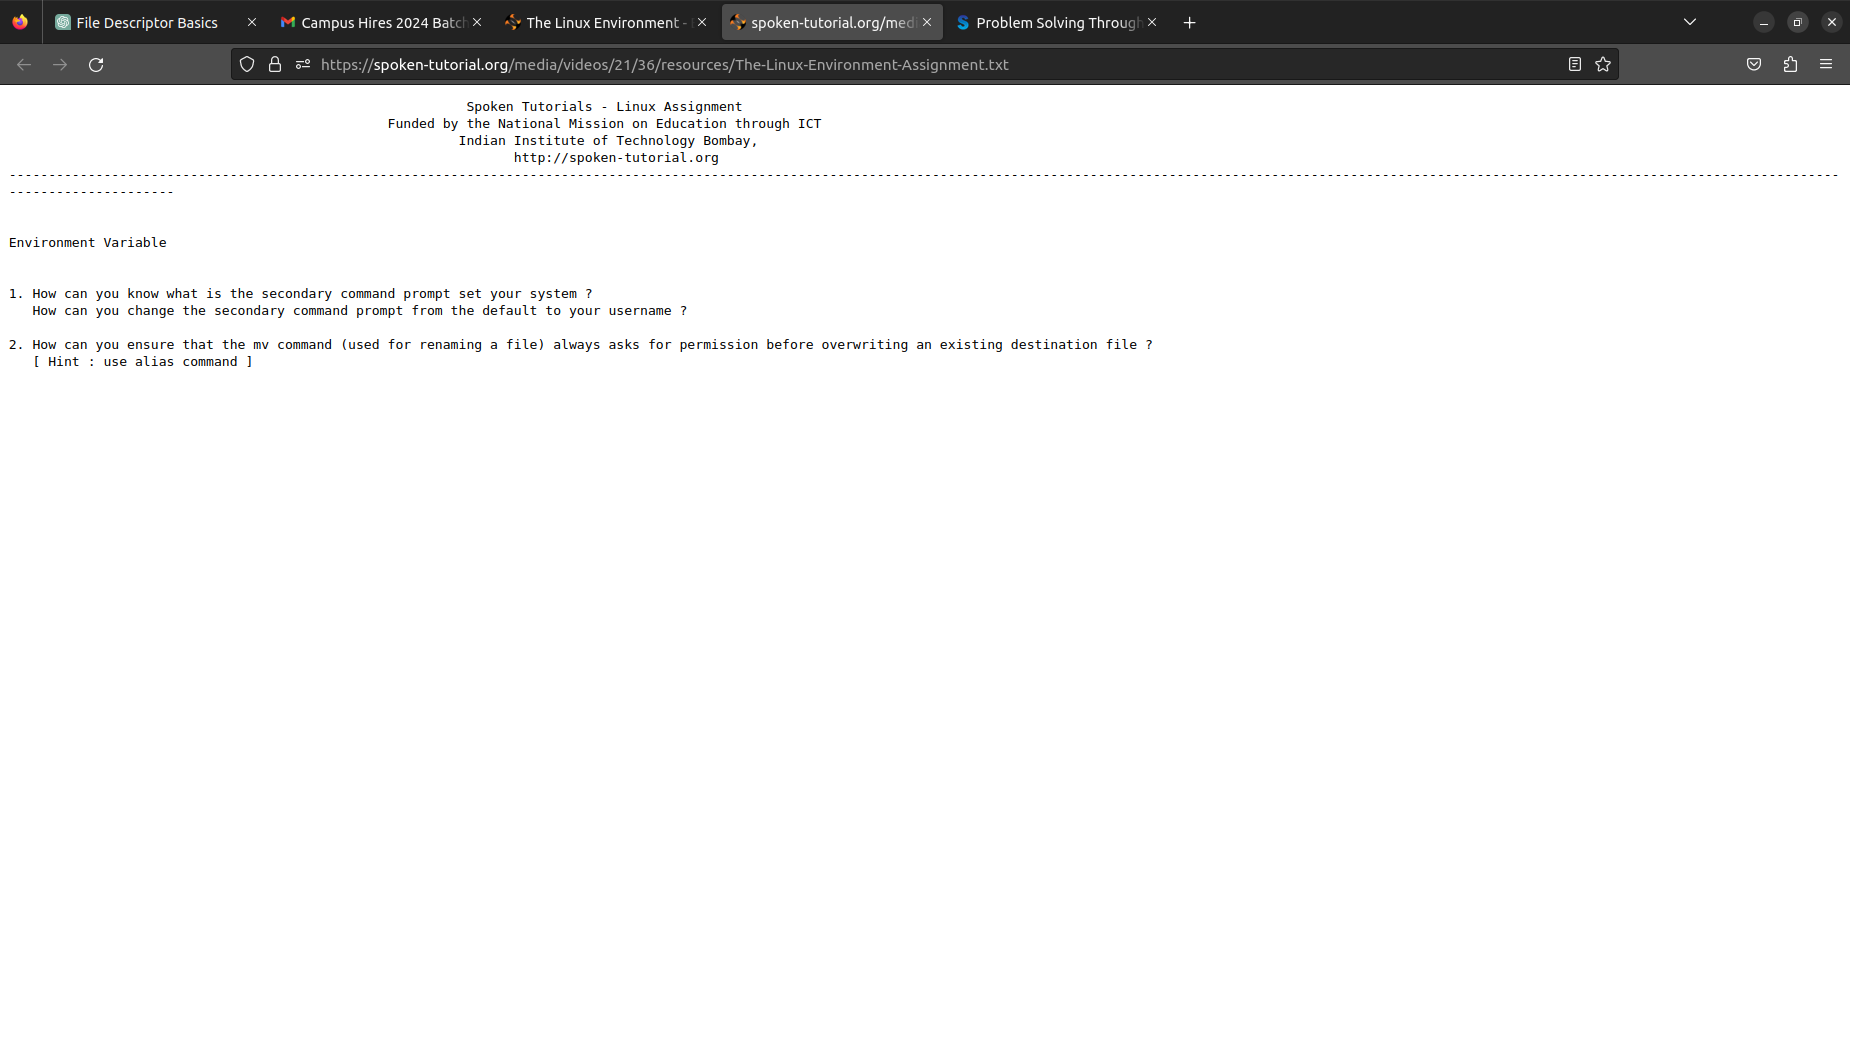 File Descriptor Basics
Campus Hires 2024 Batch
The Linux Environment -
spoken-tutorial.org/med
Problem Solving Through
https://spoken-tutorial.org/media/videos/21/36/resources/The-Linux-Environment-Assignment.txt
Spoken Tutorials - Linux Assignment
Funded by the National Mission on Education through ICT
Indian Institute of Technology Bombay,
http://spoken-tutorial.org
Environment Variable
1. How can you know what is the secondary command prompt set your system ?
How can you change the secondary command prompt from the default to your username ?
2. How can you ensure that the mv command (used for renaming a file) always asks for permission before overwriting an existing destination file ?
[ Hint : use alias command ]